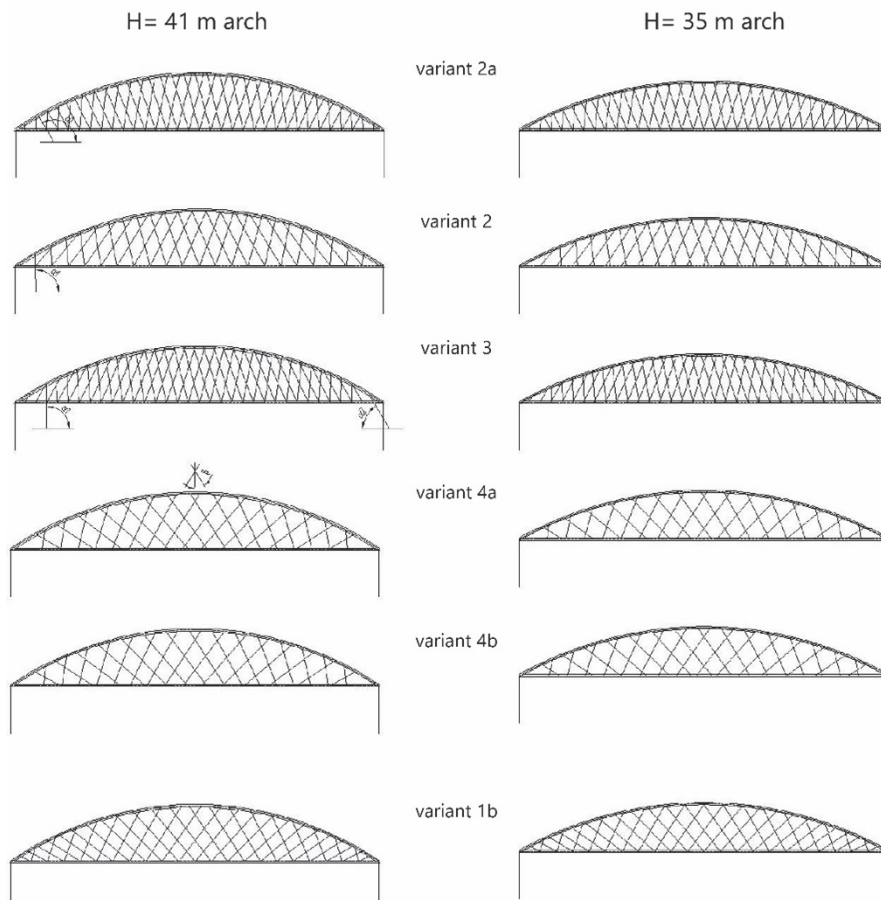 H= 41 m arch
H= 35 m arch
variant 2a
variant 2
variant 3
variant 4a
variant 4b
variant 1b